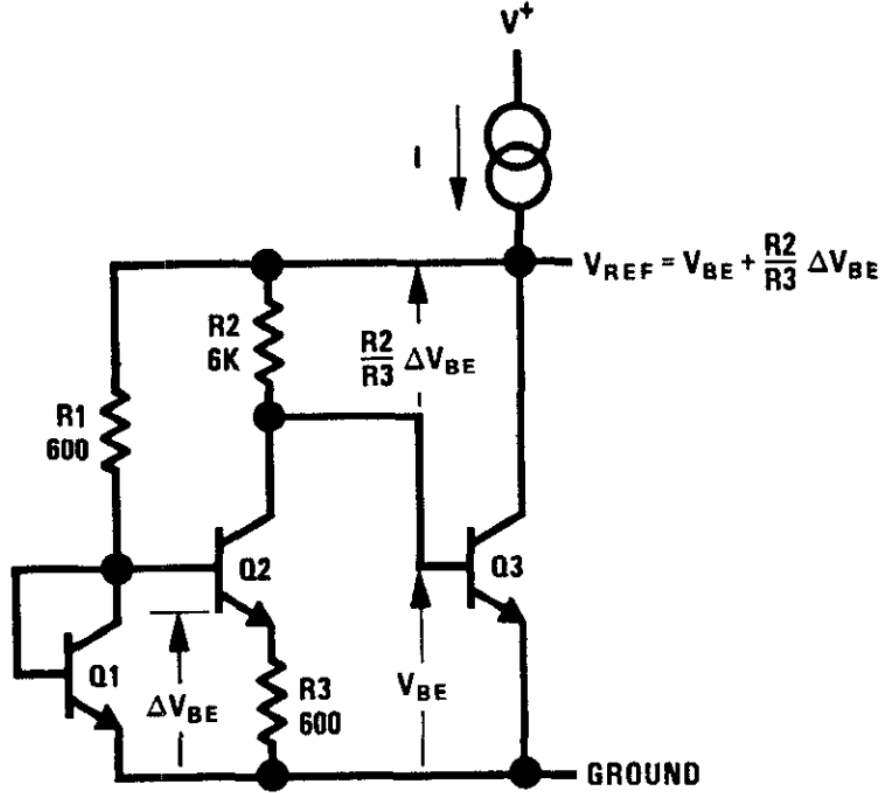 V+
I
VREF = VBE + R2/R3 ΔVBE
R2
6K
R2/R3 ΔVBE
R1
600
Q2
Q3
Q1
ΔVBE
R3
600
VBE
GROUND